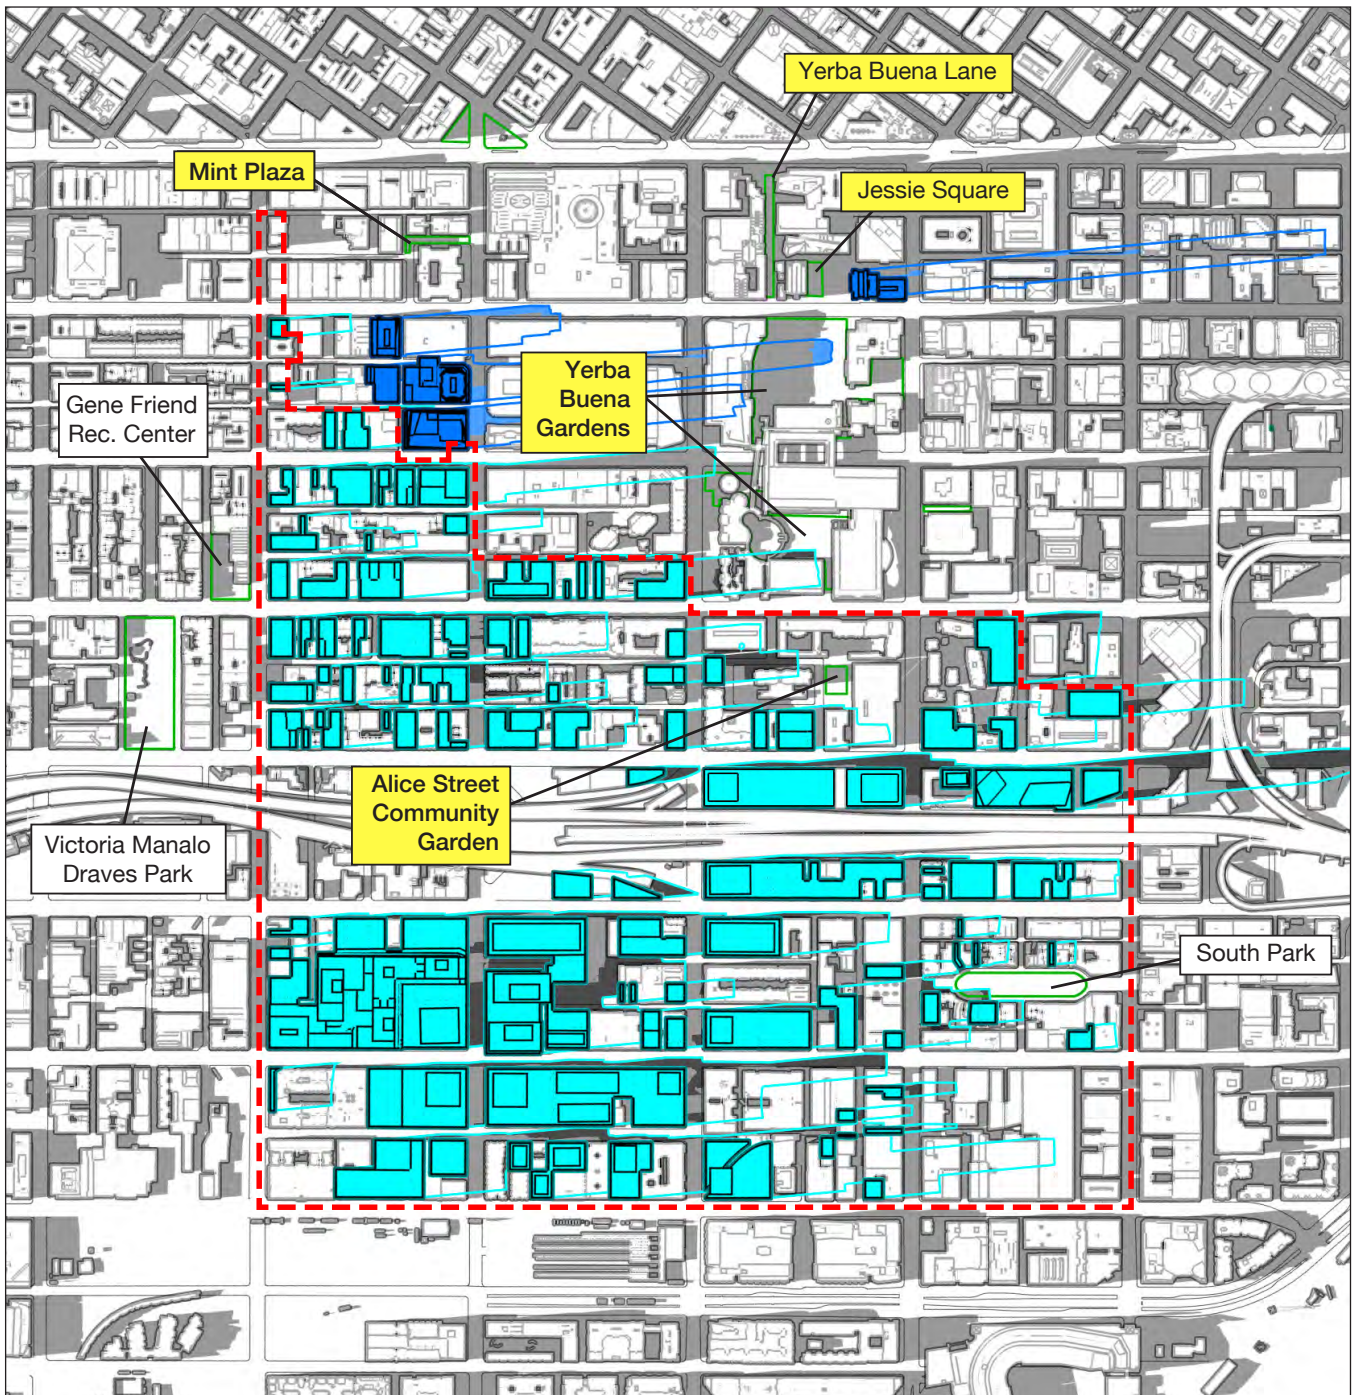 Yerba Buena Lane
Mint Plaza
Jessie Square
Yerba
Buena
Gardens
Gene Friend
Rec. Center
Alice Street
Community
Garden
Victoria Manalo
Draves Park
South Park